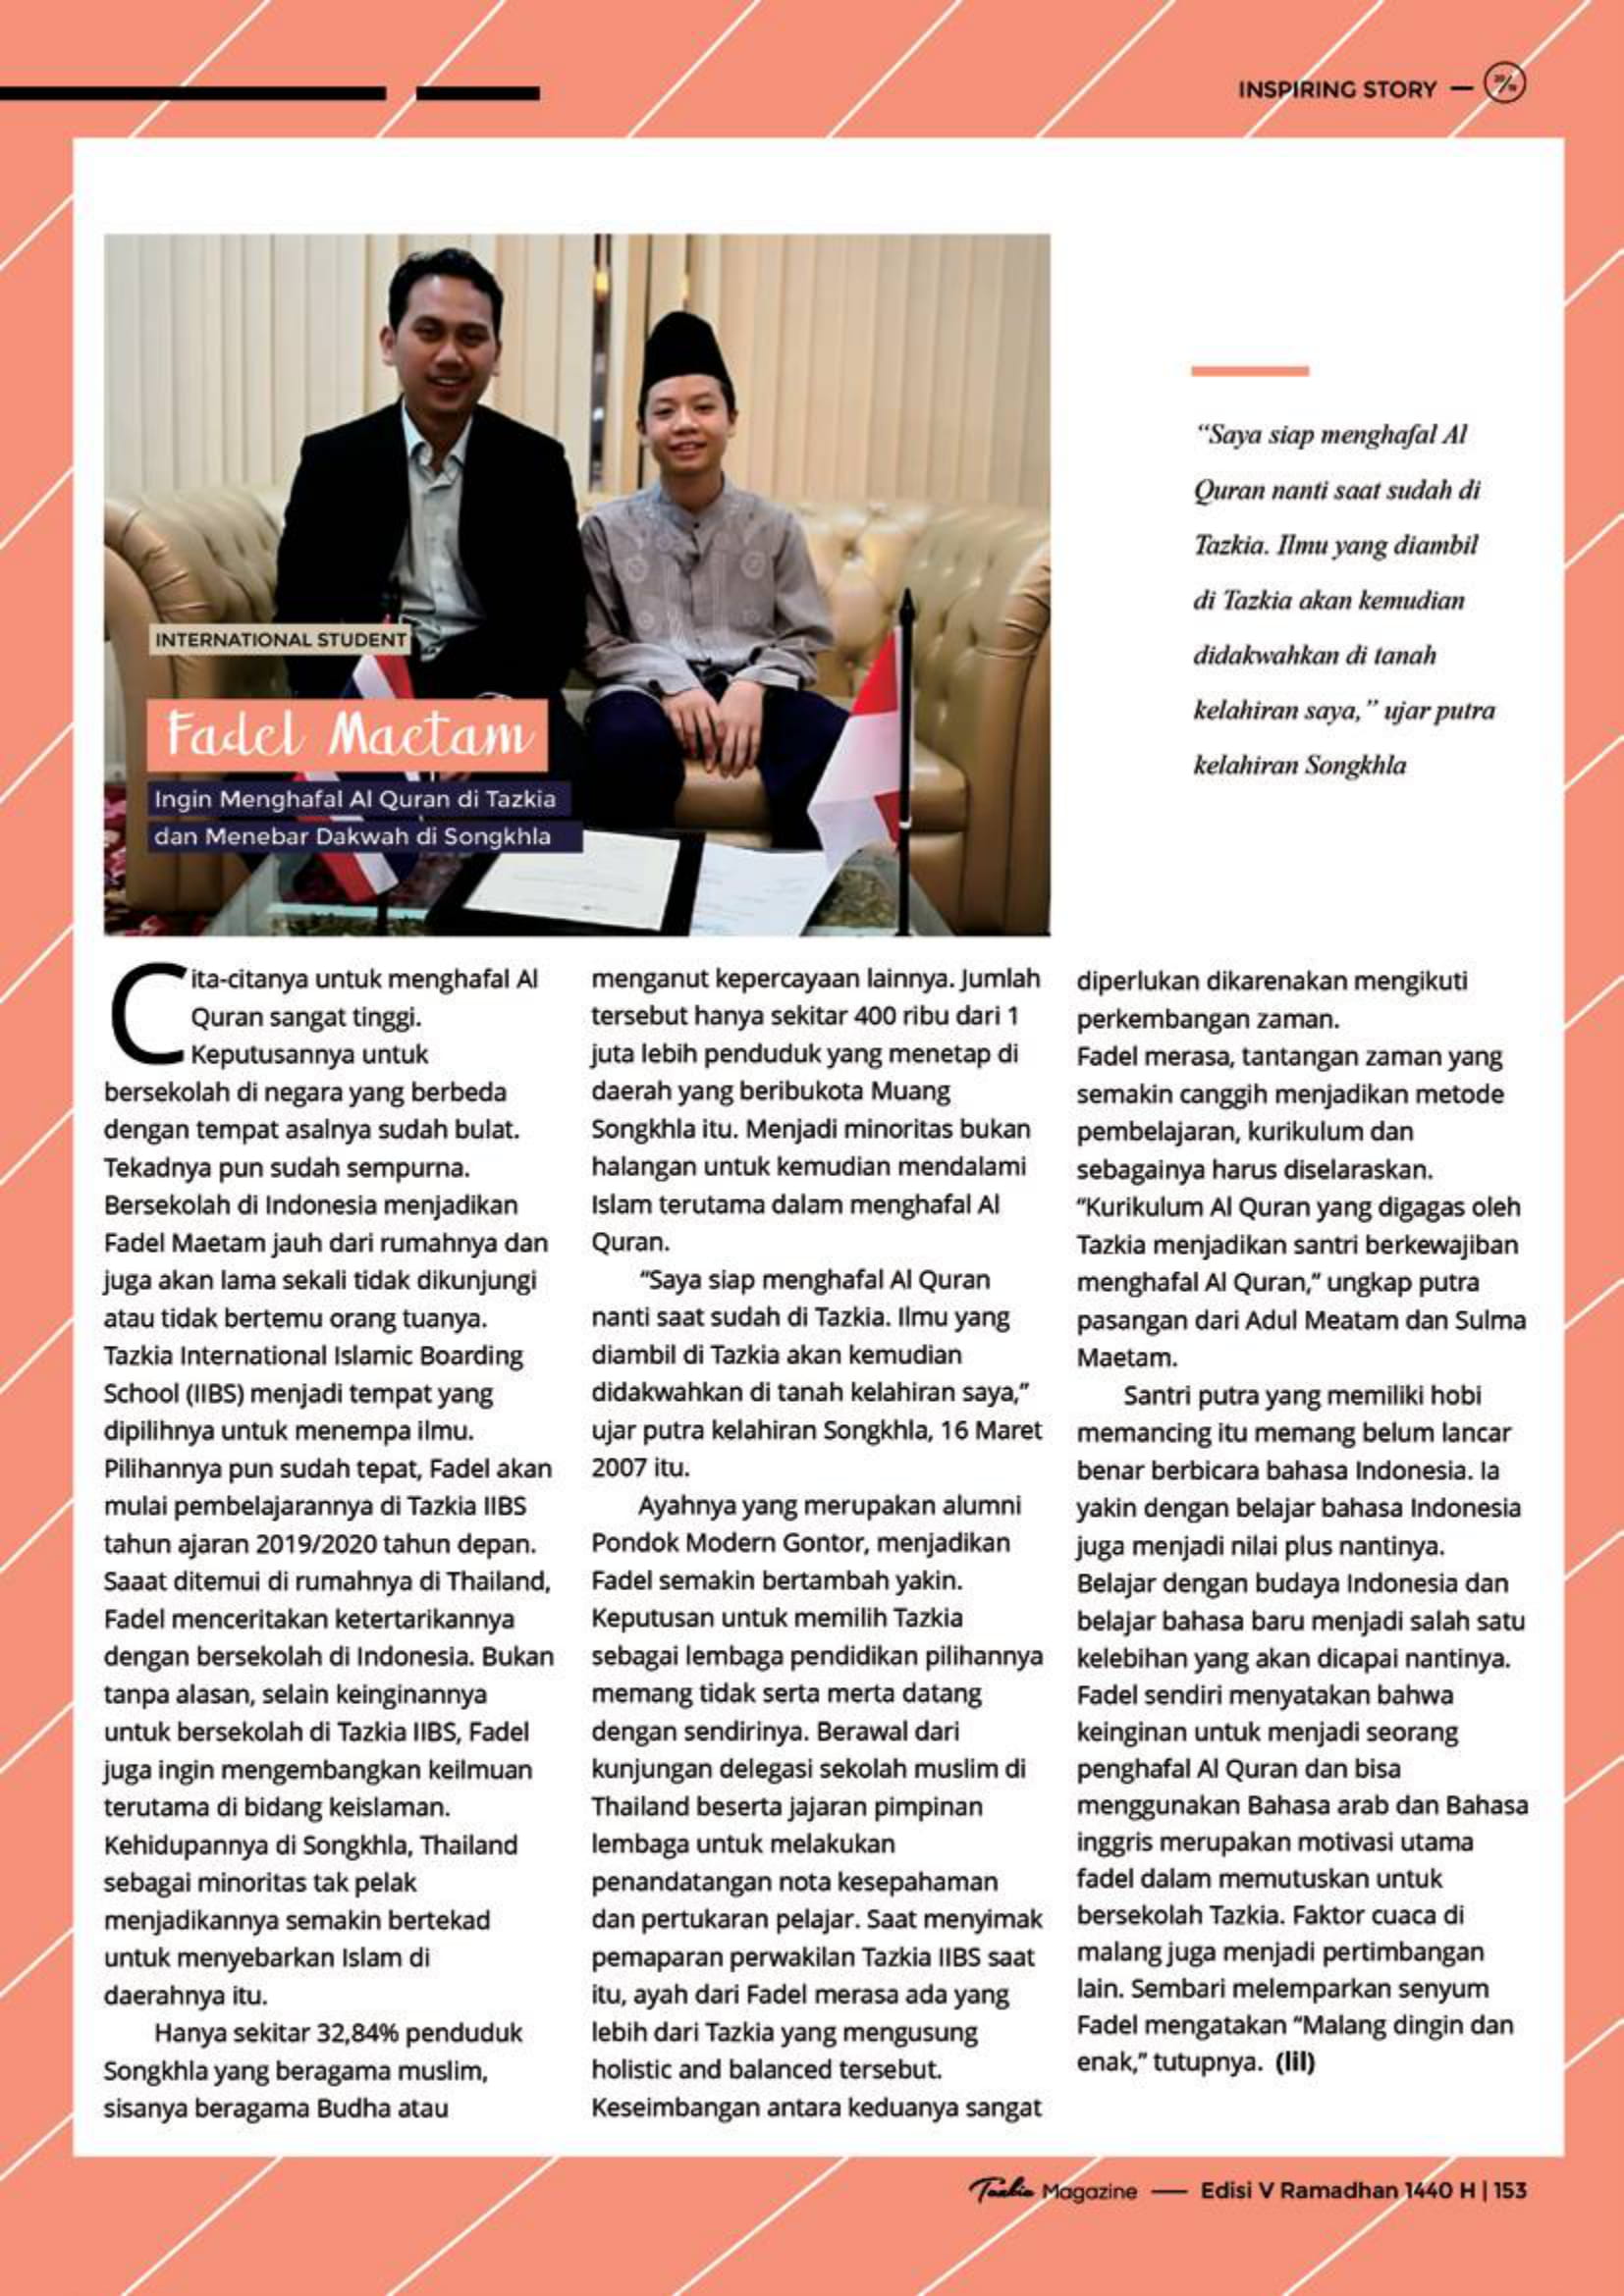 INSPIRING STORY
INTERNATIONAL STUDENT
Fadel Maetam
Ingin Menghafal Al Quran di Tazkia
dan Menebar Dakwah di Songkhla
“Saya siap menghafal Al
Quran nanti saat sudah di
Tazkia. Ilmu yang diambil
di Tazkia akan kemudian
didakwahkan di tanah
kelahiran saya,” ujar putra
kelahiran Songkhla
Cita-citanya untuk menghafal Al
Quran sangat tinggi.
Keputusannya untuk
bersekolah di negara yang berbeda
dengan tempat asalnya sudah bulat.
Tekadnya pun sudah sempurna.
Bersekolah di Indonesia menjadikan
Fadel Maetam jauh dari rumahnya dan
juga akan lama sekali tidak dikunjungi
atau tidak bertemu orang tuanya.
Tazkia International Islamic Boarding
School (IIBS) menjadi tempat yang
dipilihnya untuk menempa ilmu.
Pilihannya pun sudah tepat, Fadel akan
mulai pembelajarannya di Tazkia IIBS
tahun ajaran 2019/2020 tahun depan.
Saaat ditemui di rumahnya di Thailand,
Fadel menceritakan ketertarikannya
dengan bersekolah di Indonesia. Bukan
tanpa alasan, selain keinginannya
untuk bersekolah di Tazkia IIBS, Fadel
juga ingin mengembangkan keilmuan
terutama di bidang keislaman.
Kehidupannya di Songkhla, Thailand
sebagai minoritas tak pelak
menjadikannya semakin bertekad
untuk menyebarkan Islam di
daerahnya itu.
Hanya sekitar 32,84% penduduk
Songkhla yang beragama muslim,
sisanya beragama Budha atau
menganut kepercayaan lainnya. Jumlah
tersebut hanya sekitar 400 ribu dari 1
juta lebih penduduk yang menetap di
daerah yang beribukota Muang
Songkhla itu. Menjadi minoritas bukan
halangan untuk kemudian mendalami
Islam terutama dalam menghafal Al
Quran.
“Saya siap menghafal Al Quran
nanti saat sudah di Tazkia. Ilmu yang
diambil di Tazkia akan kemudian
didakwahkan di tanah kelahiran saya,”
ujar putra kelahiran Songkhla, 16 Maret
2007 itu.
Ayahnya yang merupakan alumni
Pondok Modern Gontor, menjadikan
Fadel semakin bertambah yakin.
Keputusan untuk memilih Tazkia
sebagai lembaga pendidikan pilihannya
memang tidak serta merta datang
dengan sendirinya. Berawal dari
kunjungan delegasi sekolah muslim di
Thailand beserta jajaran pimpinan
lembaga untuk melakukan
penandatangan nota kesepahaman
dan pertukaran pelajar. Saat menyimak
pemaparan perwakilan Tazkia IIBS saat
itu, ayah dari Fadel merasa ada yang
lebih dari Tazkia yang mengusung
holistic and balanced tersebut.
Keseimbangan antara keduanya sangat
diperlukan dikarenakan mengikuti
perkembangan zaman.
Fadel merasa, tantangan zaman yang
semakin canggih menjadikan metode
pembelajaran, kurikulum dan
sebagainya harus diselaraskan.
“Kurikulum Al Quran yang digagas oleh
Tazkia menjadikan santri berkewajiban
menghafal Al Quran,” ungkap putra
pasangan dari Adul Meatam dan Sulma
Maetam.
Santri putra yang memiliki hobi
memancing itu memang belum lancar
benar berbicara bahasa Indonesia. Ia
yakin dengan belajar bahasa Indonesia
juga menjadi nilai plus nantinya.
Belajar dengan budaya Indonesia dan
belajar bahasa baru menjadi salah satu
kelebihan yang akan dicapai nantinya.
Fadel sendiri menyatakan bahwa
keinginan untuk menjadi seorang
penghafal Al Quran dan bisa
menggunakan Bahasa arab dan Bahasa
inggris merupakan motivasi utama
fadel dalam memutuskan untuk
bersekolah Tazkia. Faktor cuaca di
malang juga menjadi pertimbangan
lain. Sembari melemparkan senyum
Fadel mengatakan “Malang dingin dan
enak,” tutupnya. (lil)
Tazkia Magazine — Edisi V Ramadhan 1440 H | 153